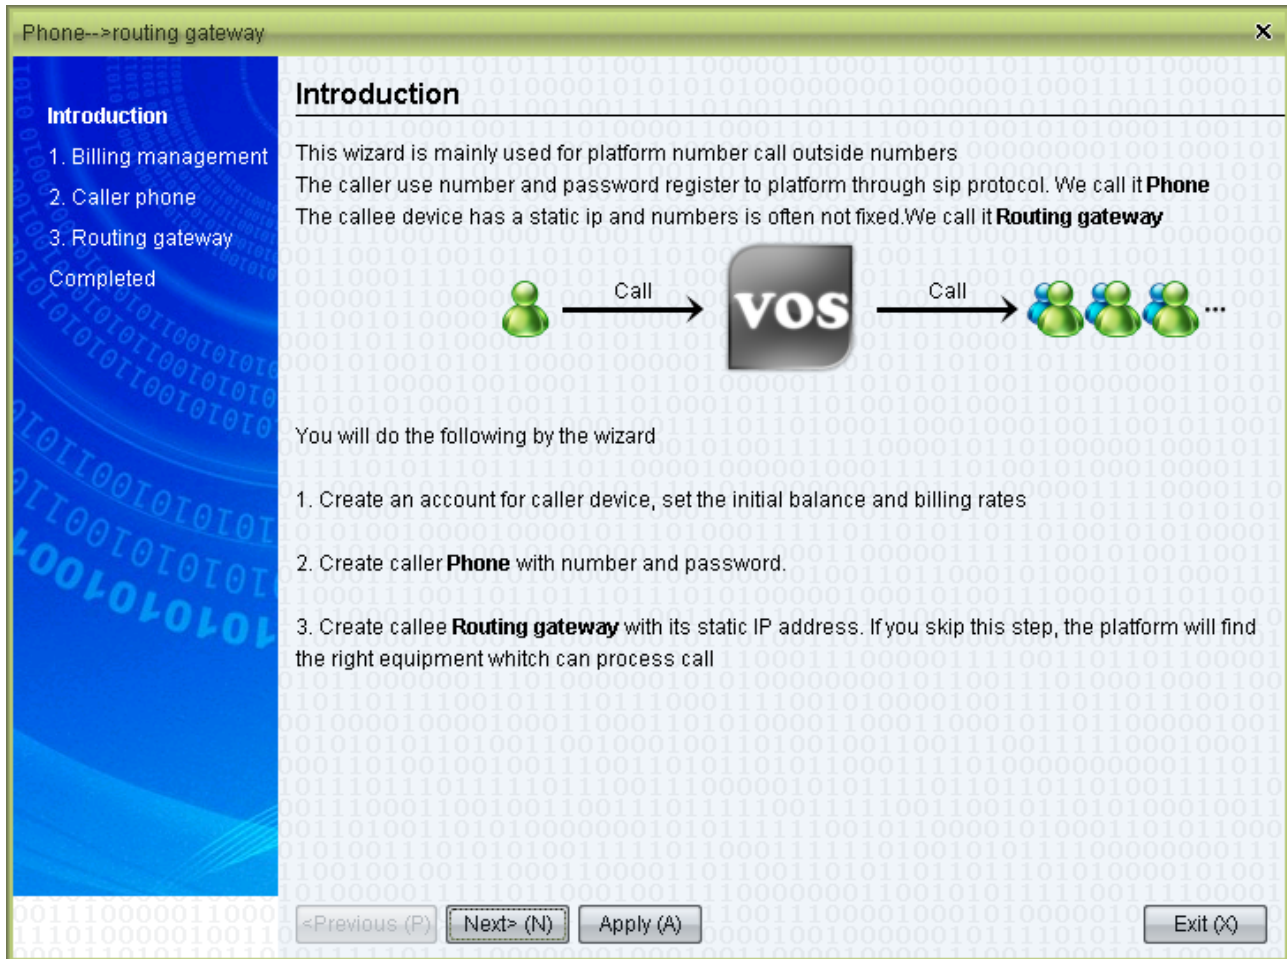 Phone-->routing gateway
Introduction
1. Billing management
2. Caller phone
3. Routing gateway
Completed
Introduction
This wizard is mainly used for platform number call outside numbers
The caller use number and password register to platform through sip protocol. We call it Phone
The callee device has a static ip and numbers is often not fixed.We call it Routing gateway
Call
VOS
Call
...
You will do the following by the wizard
1. Create an account for caller device, set the initial balance and billing rates
2. Create caller Phone with number and password.
3. Create callee Routing gateway with its static IP address. If you skip this step, the platform will find
the right equipment whitch can process call
<Previous (P)
Next> (N)
Apply (A)
Exit (X)